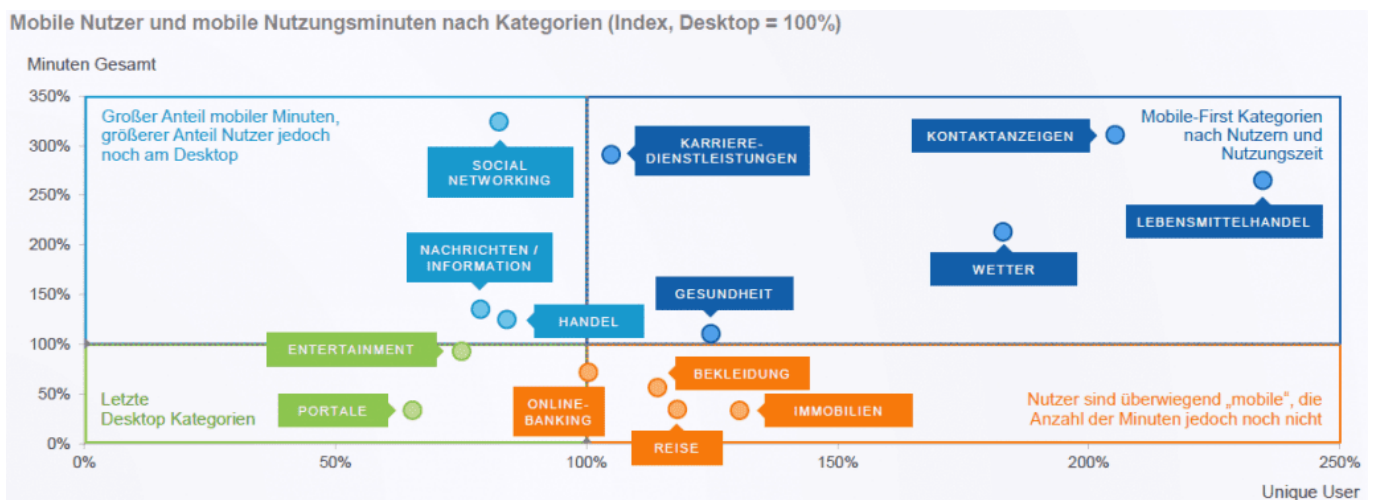 Mobile Nutzer und mobile Nutzungsminuten nach Kategorien (Index, Desktop = 100%)
Minuten Gesamt
350%
300%
250%
200%
150%
100%
50%
0%
Großer Anteil mobiler Minuten,
größerer Anteil Nutzer jedoch
noch am Desktop
SOCIAL
NETWORKING
NACHRICHTEN /
INFORMATION
HANDEL
KARRIERE-
DIENSTLEISTUNGEN
KONTAKTANZEIGEN
Mobile-First Kategorien
nach Nutzern und
Nutzungszeit
LEBENSMITTELHANDEL
WETTER
GESUNDHEIT
ENTERTAINMENT
Letzte
Desktop Kategorien
PORTALE
ONLINE-
BANKING
BEKLEIDUNG
IMMOBILIEN
REISE
Nutzer sind überwiegend „mobile“, die
Anzahl der Minuten jedoch noch nicht
0%
50%
100%
150%
200%
250%
Unique User